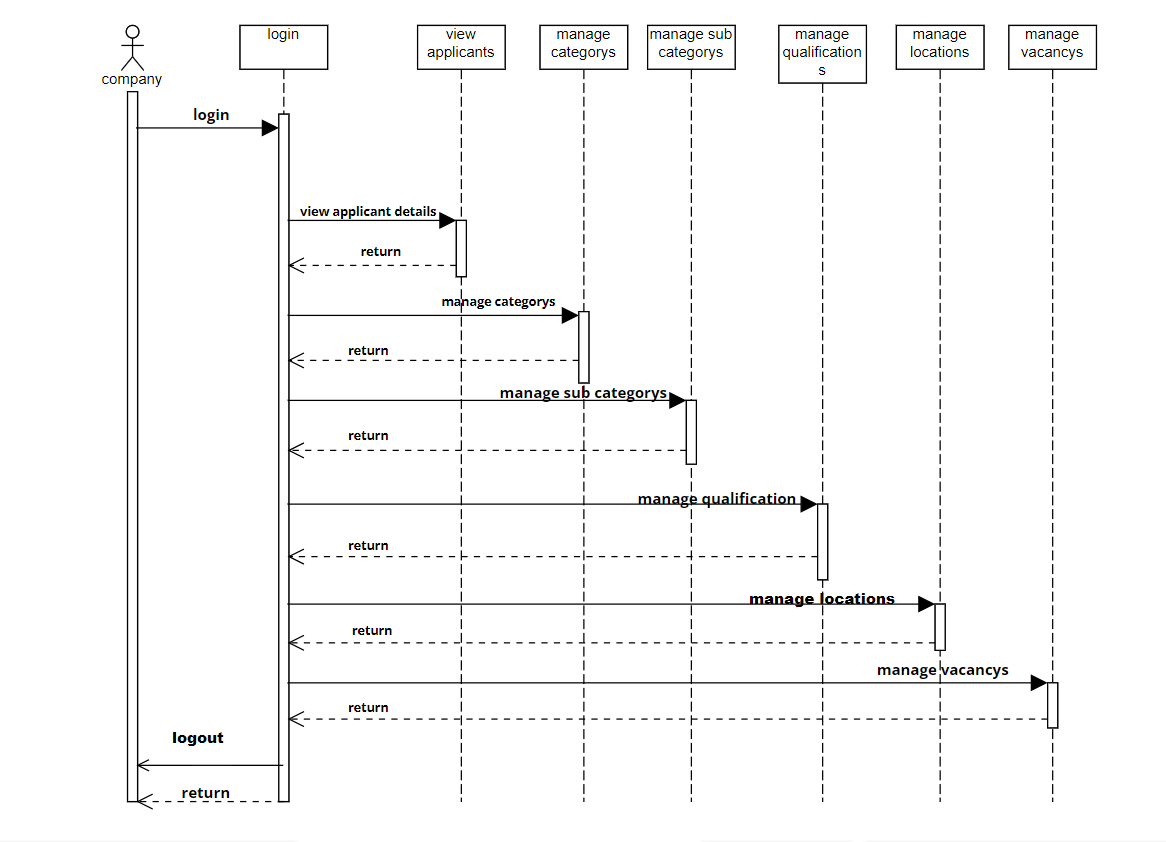 company
login
view
applicants
manage
categorys
manage sub
categorys
manage
qualification
s
manage
locations
manage
vacancys
login
view applicant details
return
manage categorys
return
manage sub categorys
return
manage qualification
return
manage locations
return
manage vacancys
return
logout
return